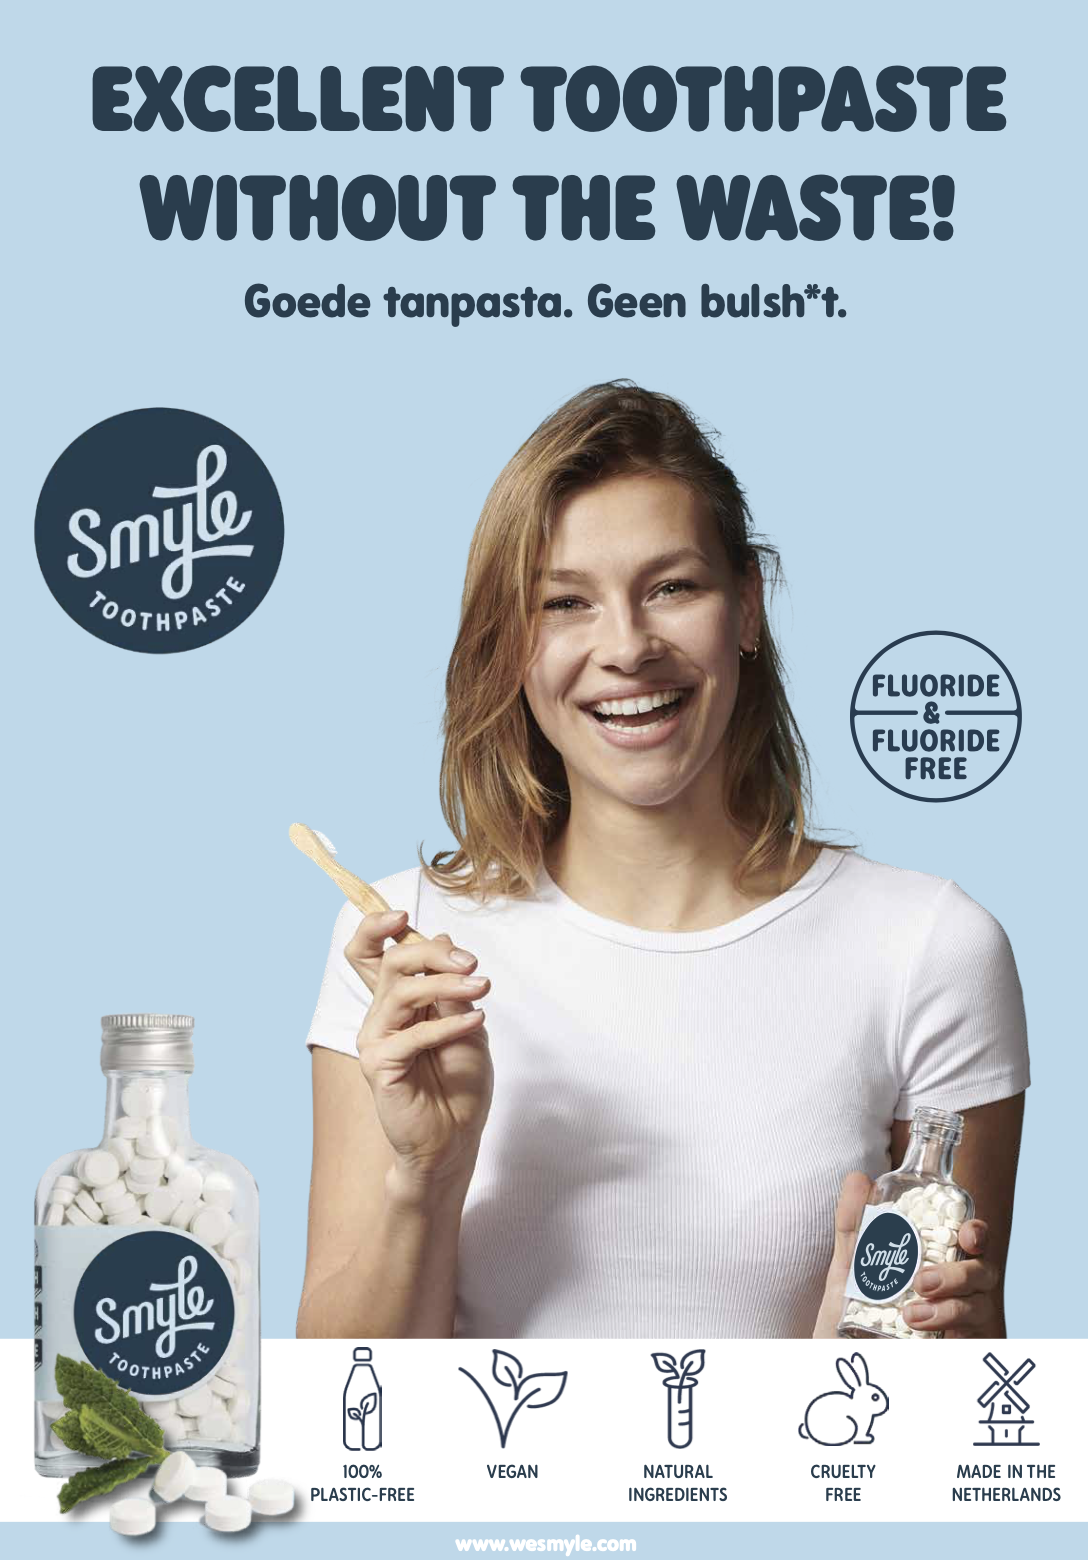 EXCELLENT TOOTHPASTE
WITHOUT THE WASTE!
Goede tanpasta. Geen bulsh*t.
Smyle
TOOTHPASTE
FLUORIDE
&
FLUORIDE
FREE
Smyle
TOOTHPASTE
Smyle
TOOTHPASTE
100%
PLASTIC-FREE
VEGAN
NATURAL
INGREDIENTS
CRUELTY
FREE
MADE IN THE
NETHERLANDS
www.wesmyle.com